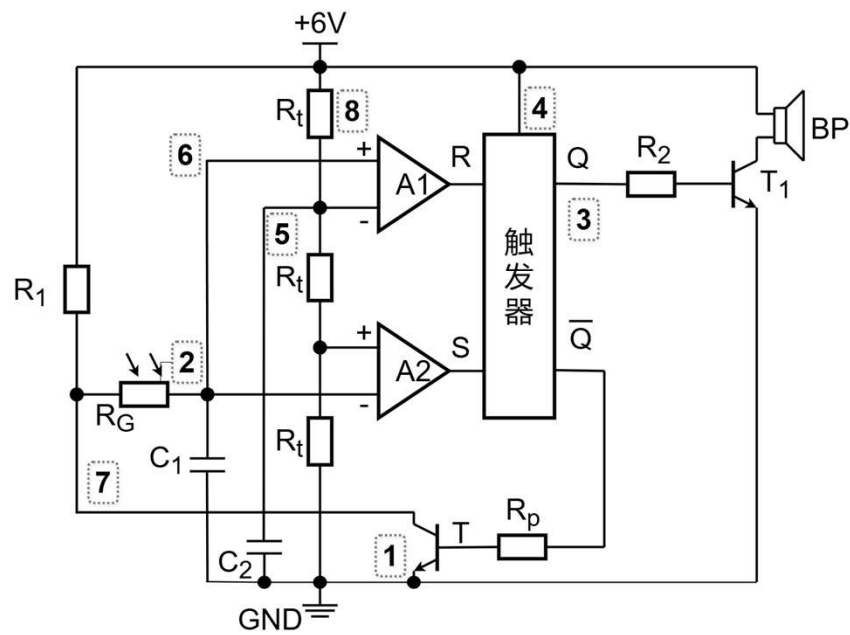 +6V
Rt
8
4
BP
6
+
A1
-
R
Q
R2
T1
3
5
触发器
R1
Rt
Q̅
+
A2
-
S
2
RG
C1
Rt
7
Rp
T
1
C2
GND